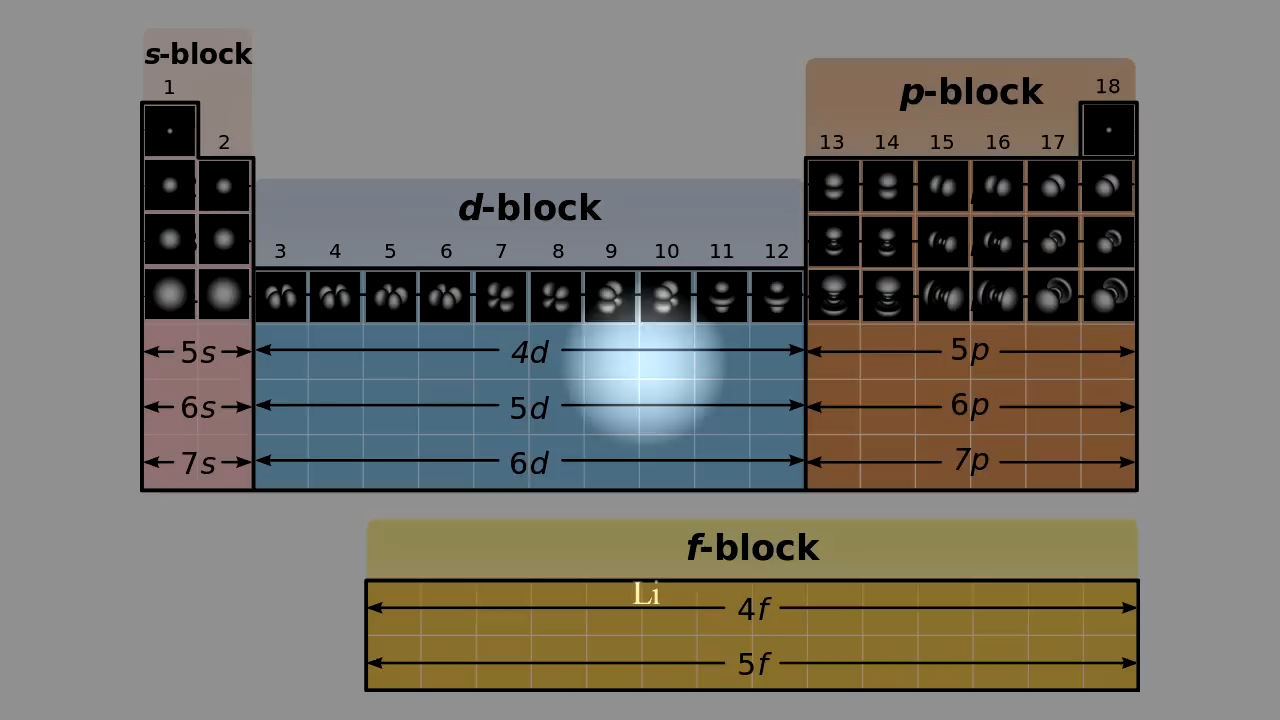 s-block
1
18
p-block
2
13 14 15 16 17
d-block
3 4 5 6 7 8 9 10 11 12
5s 4d 5p
6s 5d 6p
7s 6d 7p
f-block
Li
4f
5f